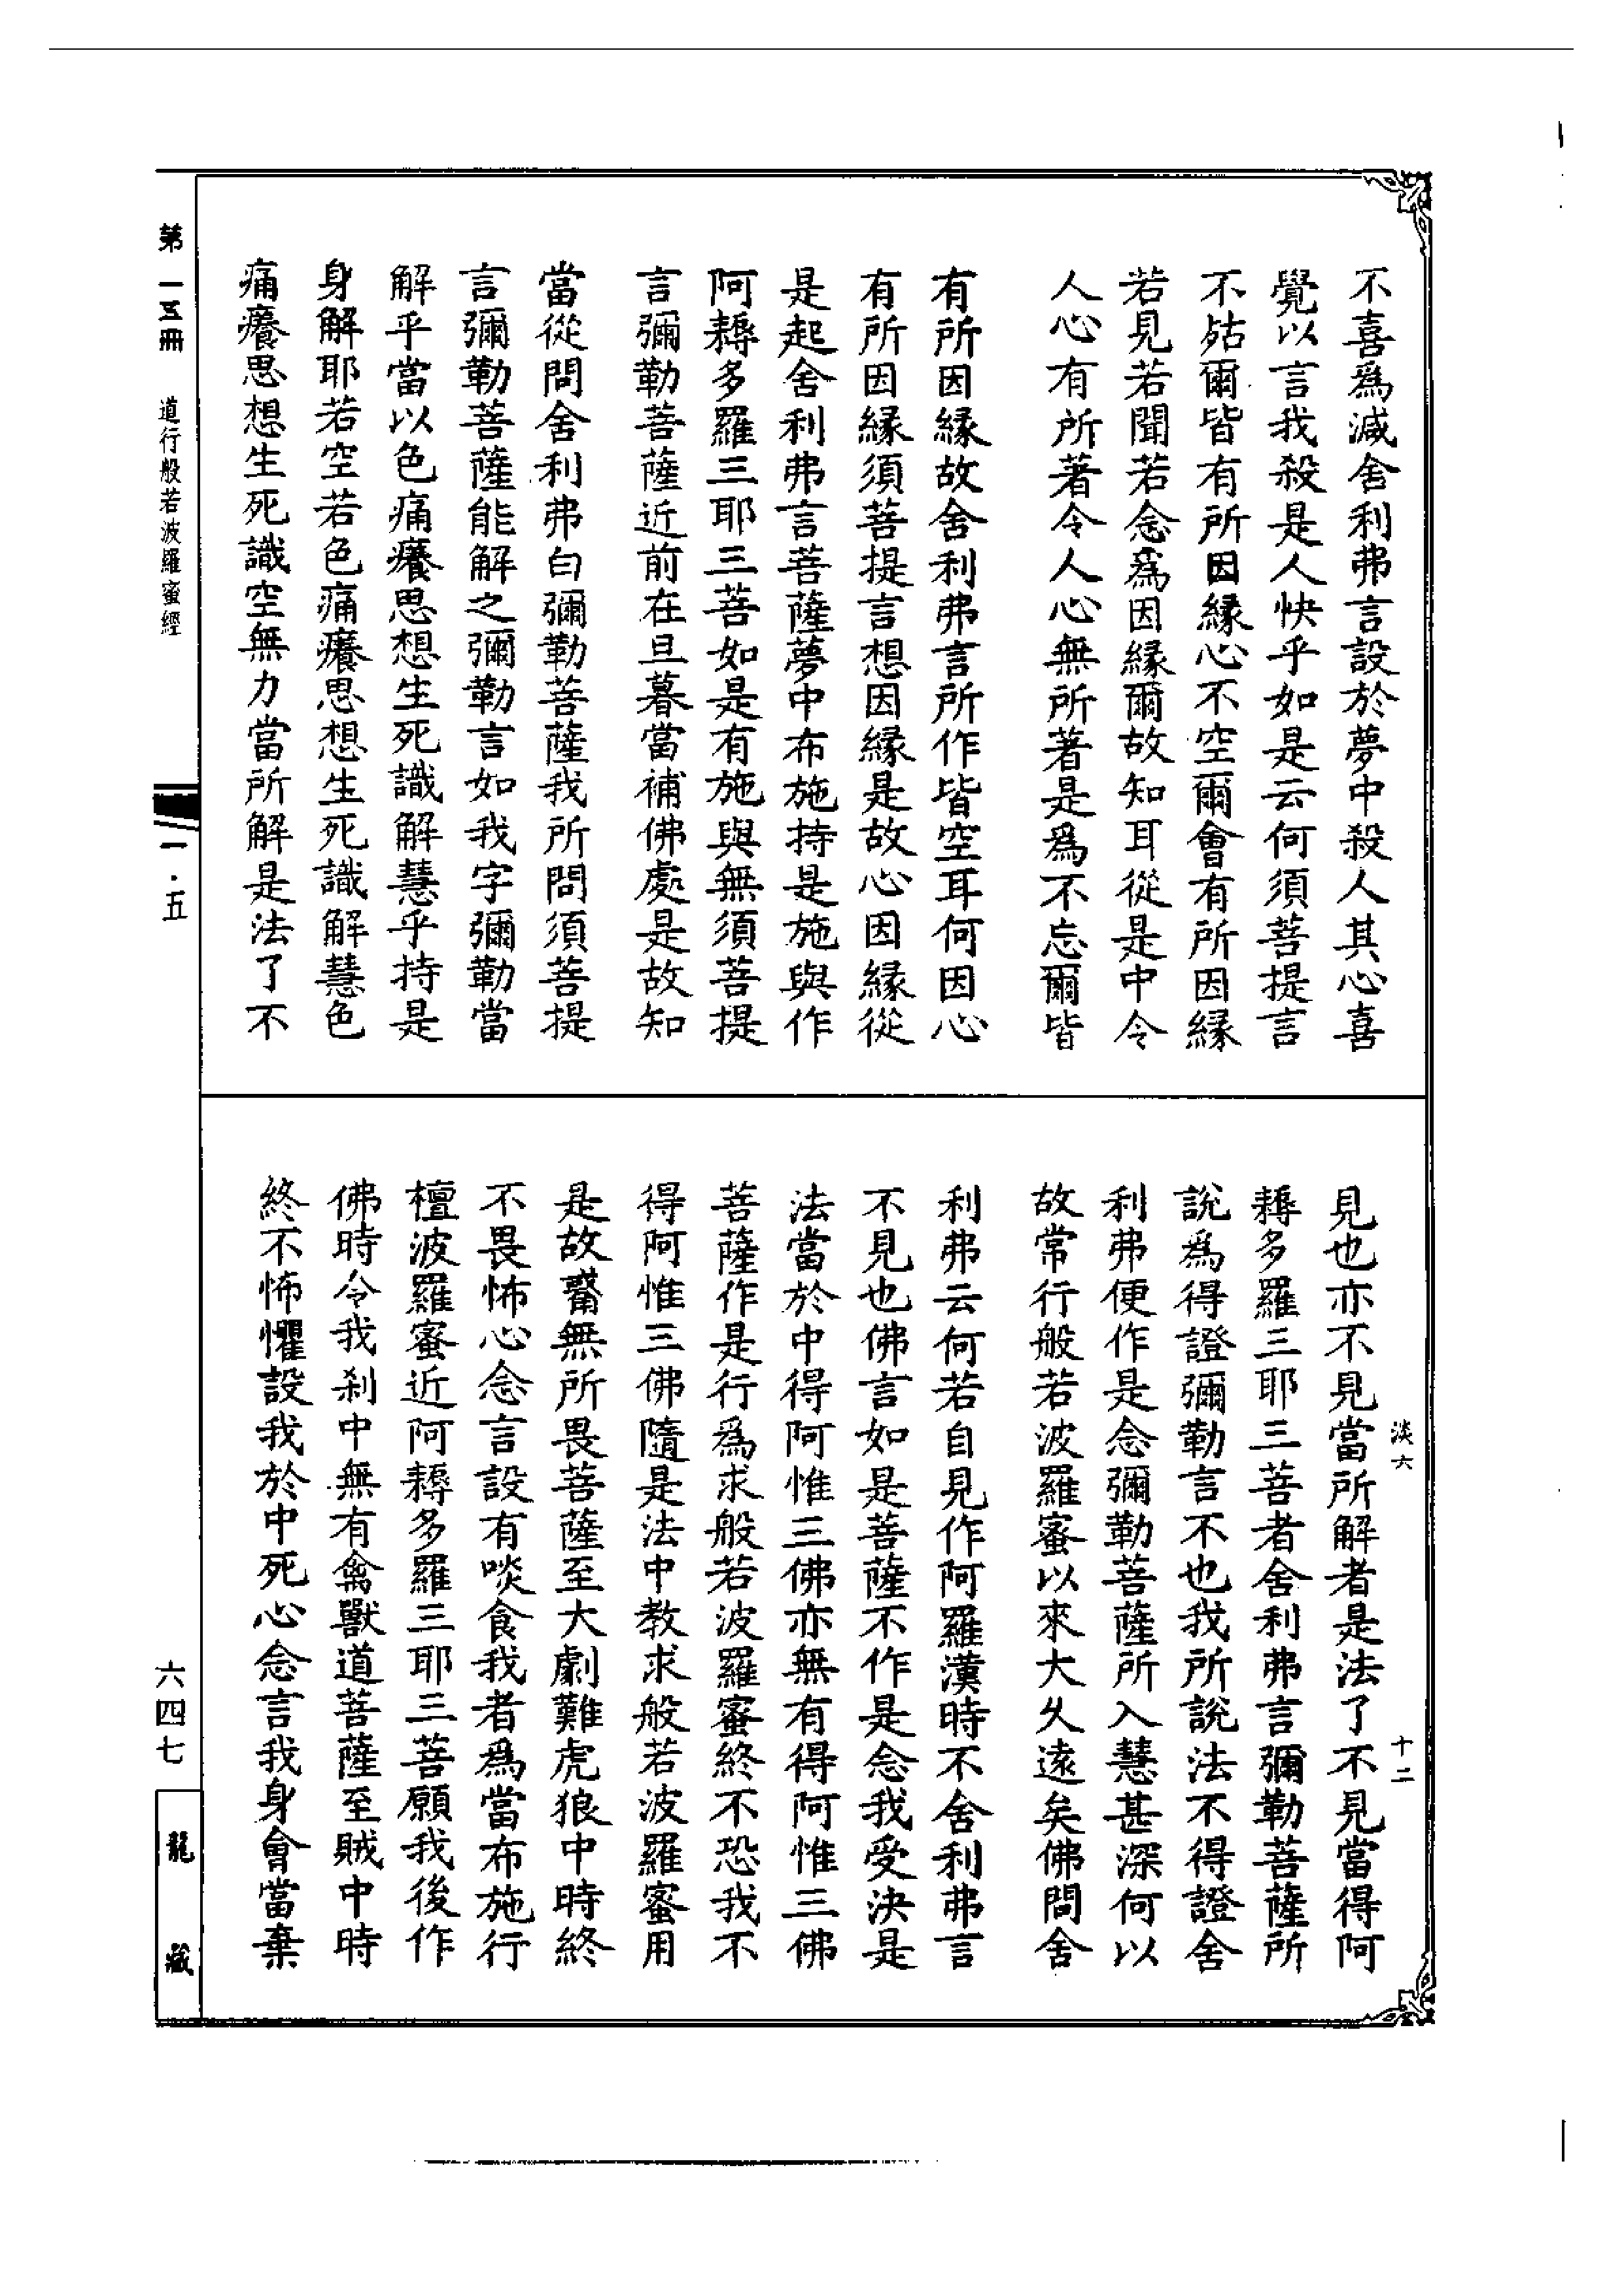 不喜爲減舍利弗言設於夢中殺人其心喜
覺以言我殺是人快乎如是云何須菩提言
不㱠爾皆有所因緣心不空爾會有所因緣
若見若聞若念爲因緣爾故知耳從是中令
人心有所著令人心無所著是爲不忘爾皆
有所因緣故舍利弗言所作皆空耳何因心
有所因緣須菩提言想因緣是故心因緣從
是起舍利弗言菩薩夢中布施持是施與作
阿耨多羅三耶三菩如是有施與無須菩提
言彌勒菩薩近前在旦暮當補佛處是故知
當從問舍利弗白彌勒菩薩我所問須菩提
言彌勒菩薩能解之彌勒言如我字彌勒當
解乎當以色痛癢思想生死識解慧乎持是
身解耶若空若色痛癢思想生死識解慧色
痛癢思想生死識空無力當所解是法了不
見也亦不見當所解者是法了不見當得阿
耨多羅三耶三菩者舍利弗言彌勒菩薩所
說爲得證彌勒言不也我所說法不得證舍
利弗便作是念彌勒菩薩所入慧甚深何以
故常行般若波羅蜜以來大久遠矣佛問舍
利弗云何若自見作阿羅漢時不舍利弗言
不見也佛言如是菩薩不作是念我受決是
法當於中得阿惟三佛亦無有得阿惟三佛
菩薩作是行爲求般若波羅蜜終不恐我不
得阿惟三佛隨是法中教求般若波羅蜜用
是故䇿無所畏菩薩至大劇難虎狼中時終
不畏怖心念言設有啖食我者爲當布施行
檀波羅蜜近阿耨多羅三耶三菩願我後作
佛時令我剎中無有禽獸道菩薩至賊中時
終不怖懼設我於中死心念言我身會當棄
淡六
十二
第一五冊
道行般若波羅蜜經
一·五
六四七
龍藏